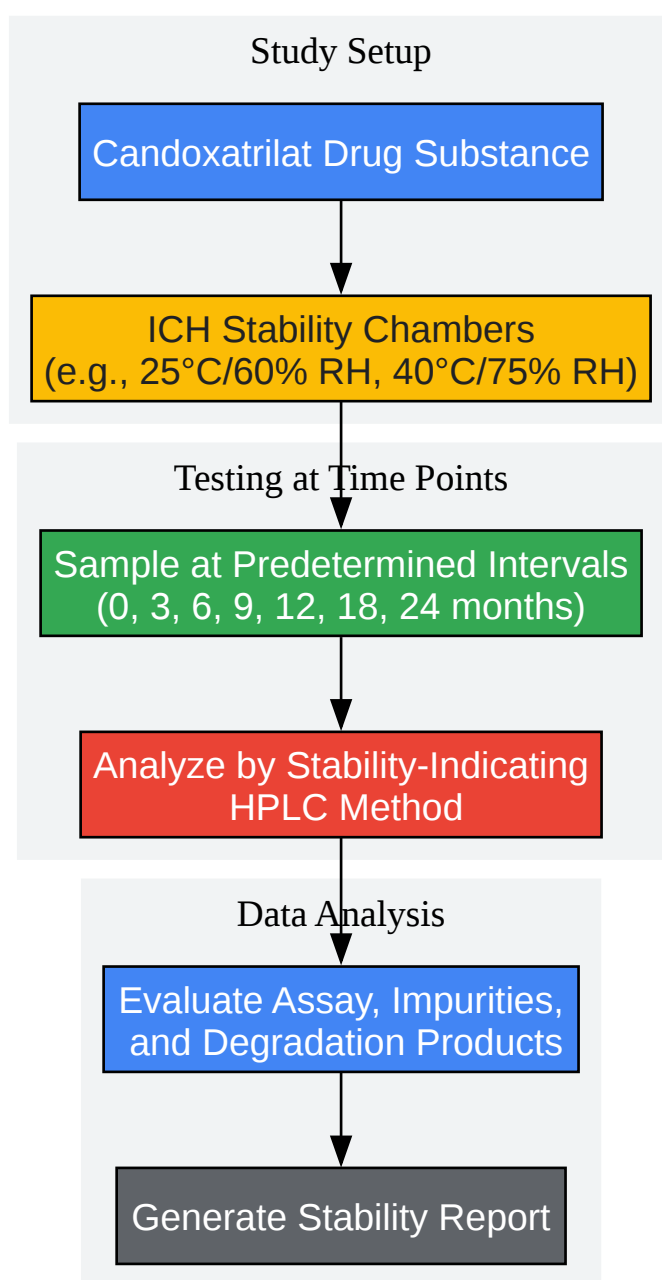 Study Setup
Candoxatrilat Drug Substance
ICH Stability Chambers
(e.g., 25°C/60% RH, 40°C/75% RH)
Testing at Time Points
Sample at Predetermined Intervals
(0, 3, 6, 9, 12, 18, 24 months)
Analyze by Stability-Indicating
HPLC Method
Data Analysis
Evaluate Assay, Impurities,
and Degradation Products
Generate Stability Report